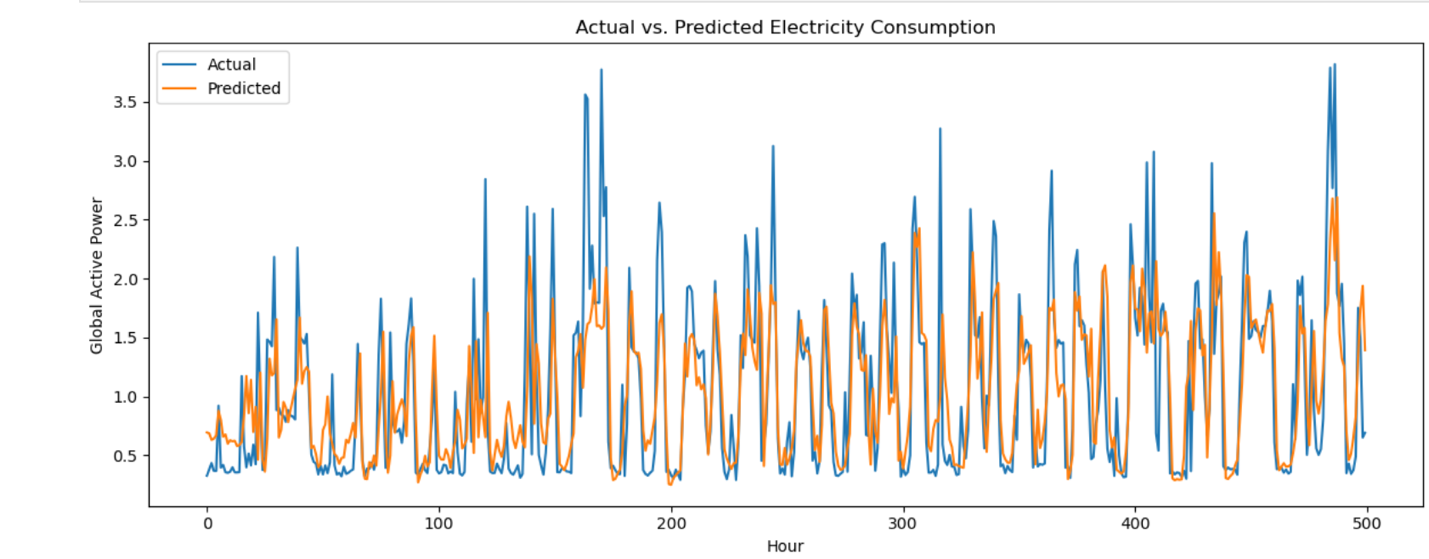 Actual vs. Predicted Electricity Consumption
Actual
Predicted
3.5
3.0
2.5
2.0
1.5
1.0
0.5
Global Active Power
0 100 200 300 400 500
Hour